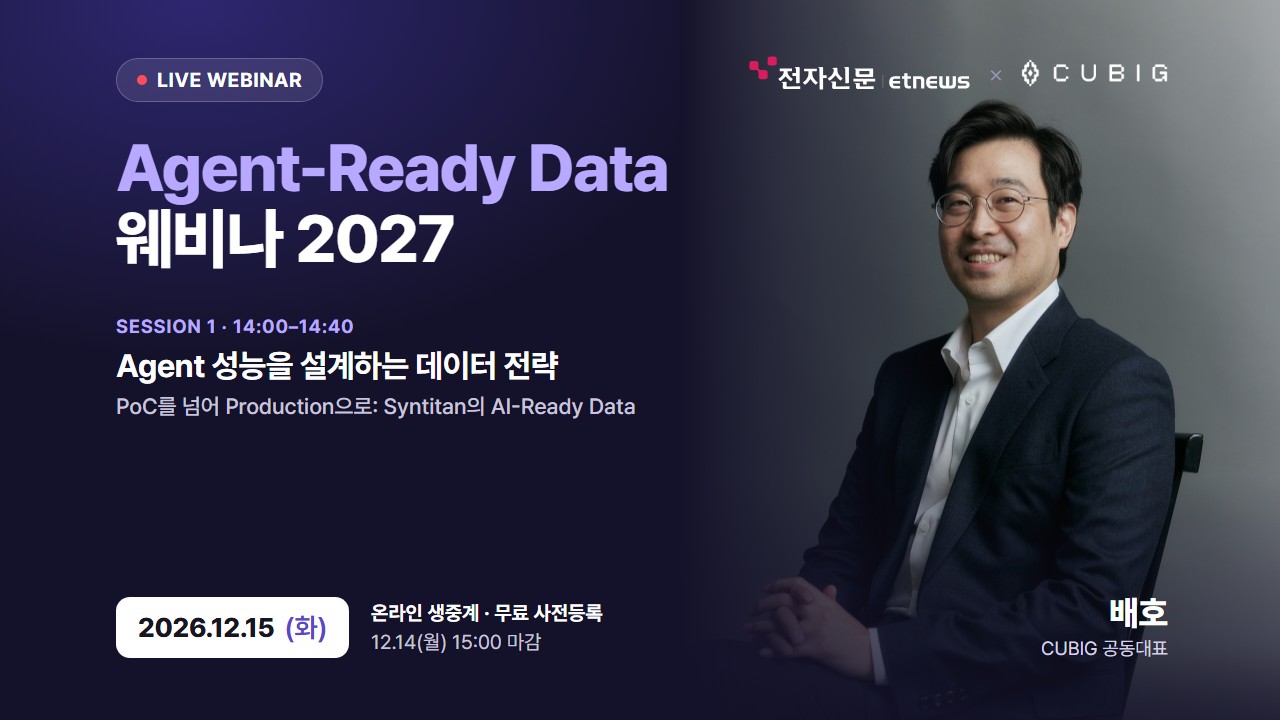 LIVE WEBINAR
전자신문 etnews × CUBIG
Agent-Ready Data
웨비나 2027
SESSION 1 · 14:00–14:40
Agent 성능을 설계하는 데이터 전략
PoC를 넘어 Production으로: Syntitan의 AI-Ready Data
2026.12.15 (화)
온라인 생중계 · 무료 사전등록
12.14(월) 15:00 마감
배호
CUBIG 공동대표